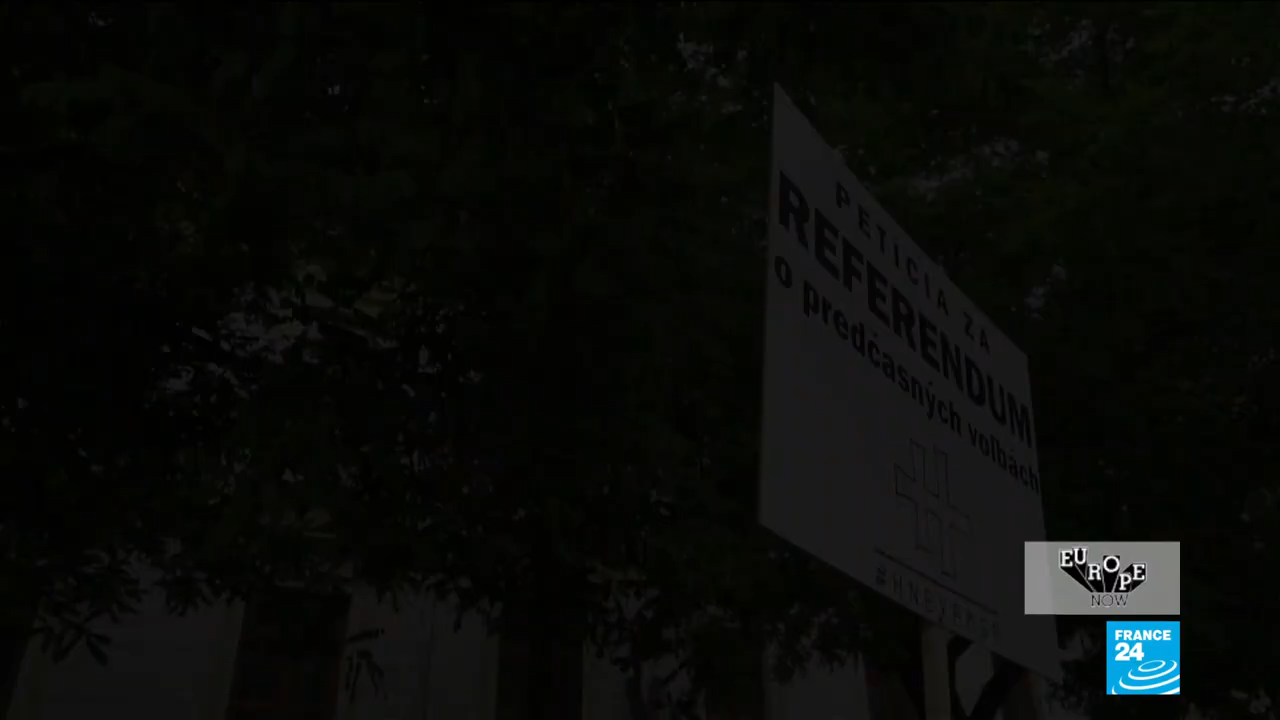 PETÍCIA ZA
REFERENDUM
o predčasných voľbách
EUROPE
NOW
FRANCE
24